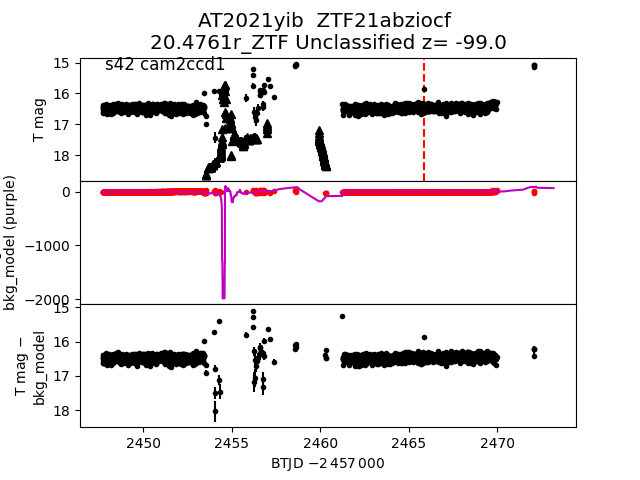 AT2021yib ZTF21abziocf
20.4761r_ZTF Unclassified z= -99.0
s42 cam2ccd1
15
16
17
18
T mag
0
−1000
−2000
bkg_model (purple)
15
16
17
18
T mag −
bkg_model
2450
2455
2460
2465
2470
BTJD −2 457 000